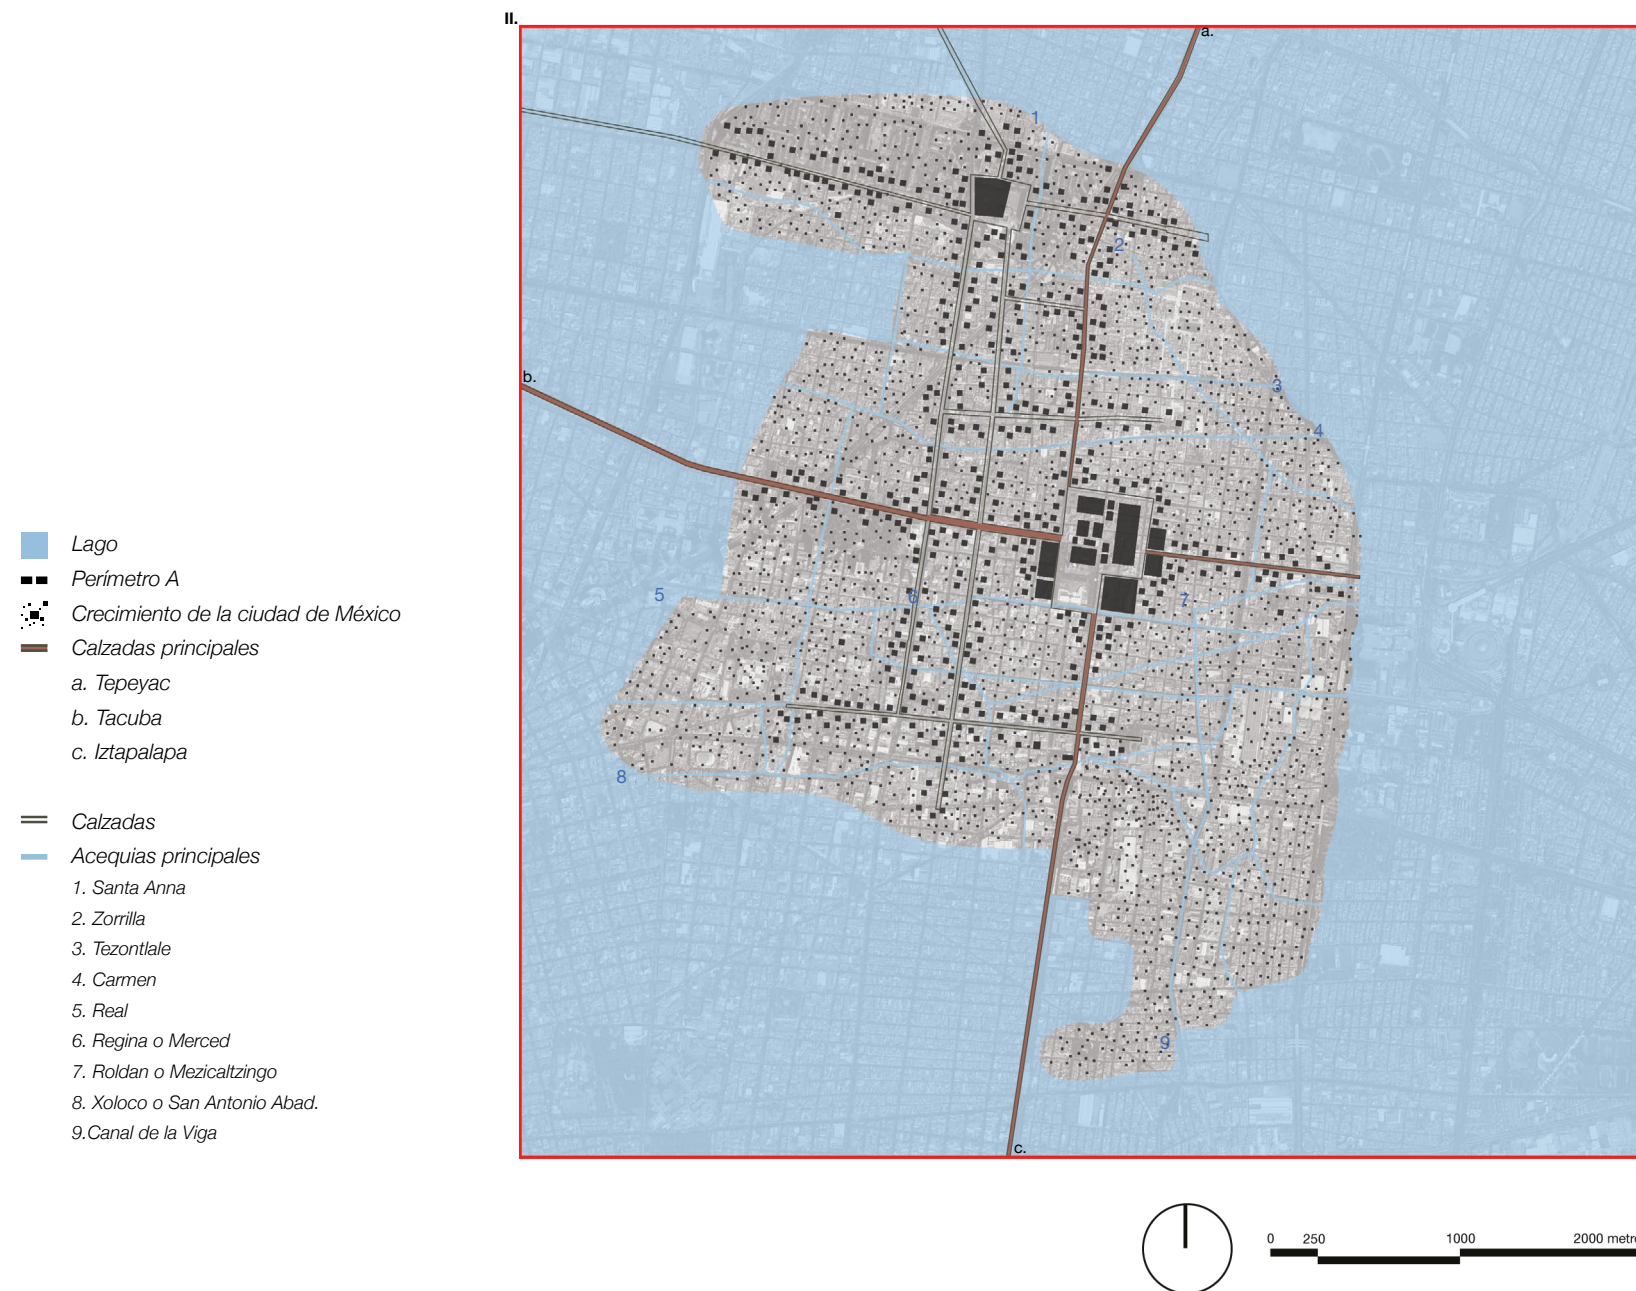 II.
a.
1
2
b.
3
4
5
6
7
8
9
c.
Lago
Perímetro A
Crecimiento de la ciudad de México
Calzadas principales
a. Tepeyac
b. Tacuba
c. Iztapalapa
Calzadas
Acequias principales
1. Santa Anna
2. Zorrilla
3. Tezontlale
4. Carmen
5. Real
6. Regina o Merced
7. Roldan o Mezicaltzingo
8. Xoloco o San Antonio Abad.
9.Canal de la Viga
0 250 1000 2000 metro